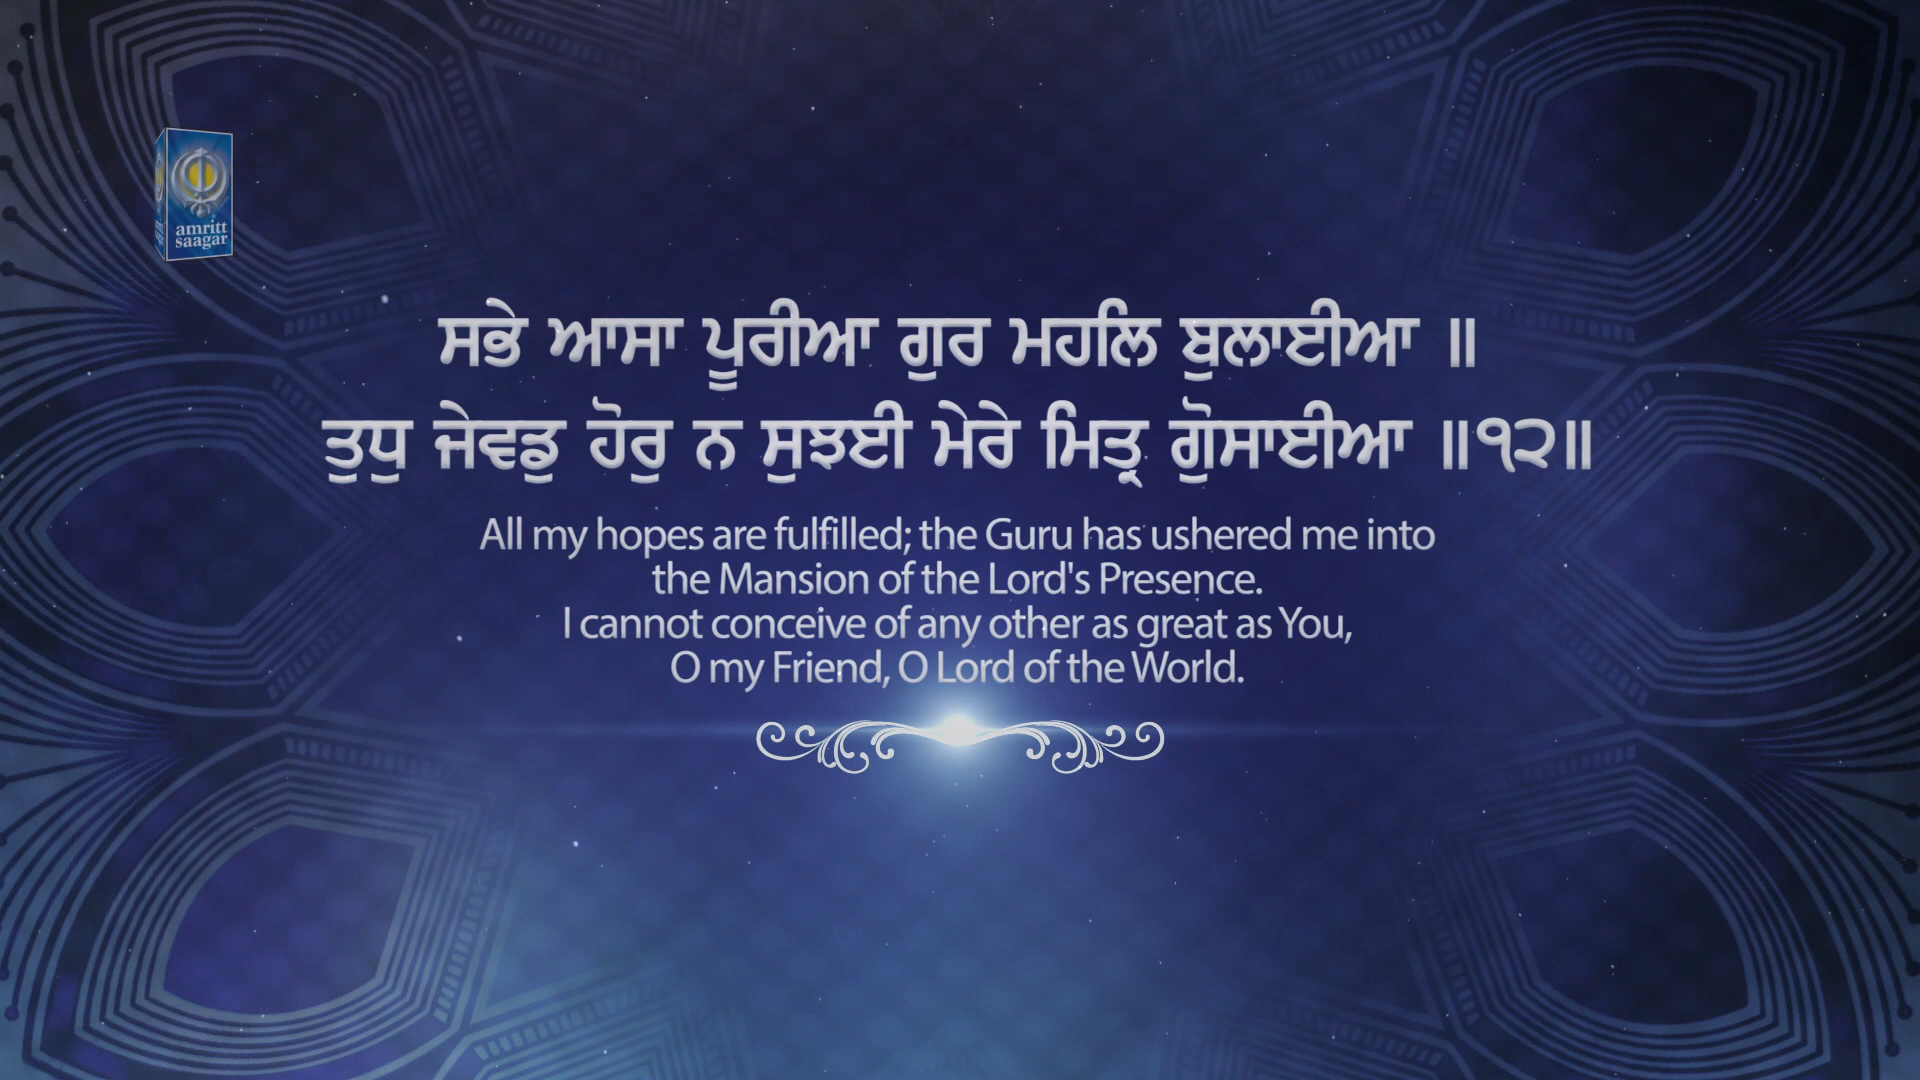 amritt
saagar
ਸਭੇ ਆਸਾ ਪੂਰੀਆ ਗੁਰ ਮਹਲਿ ਬੁਲਾਈਆ ॥
ਤੁਧੁ ਜੇਵਡੁ ਹੋਰੁ ਨ ਸੁਝਈ ਮੇਰੇ ਮਿਤ੍ਰ ਗੋੁਸਾਈਆ ॥੧੨॥
All my hopes are fulfilled; the Guru has ushered me into
the Mansion of the Lord's Presence.
I cannot conceive of any other as great as You,
O my Friend, O Lord of the World.